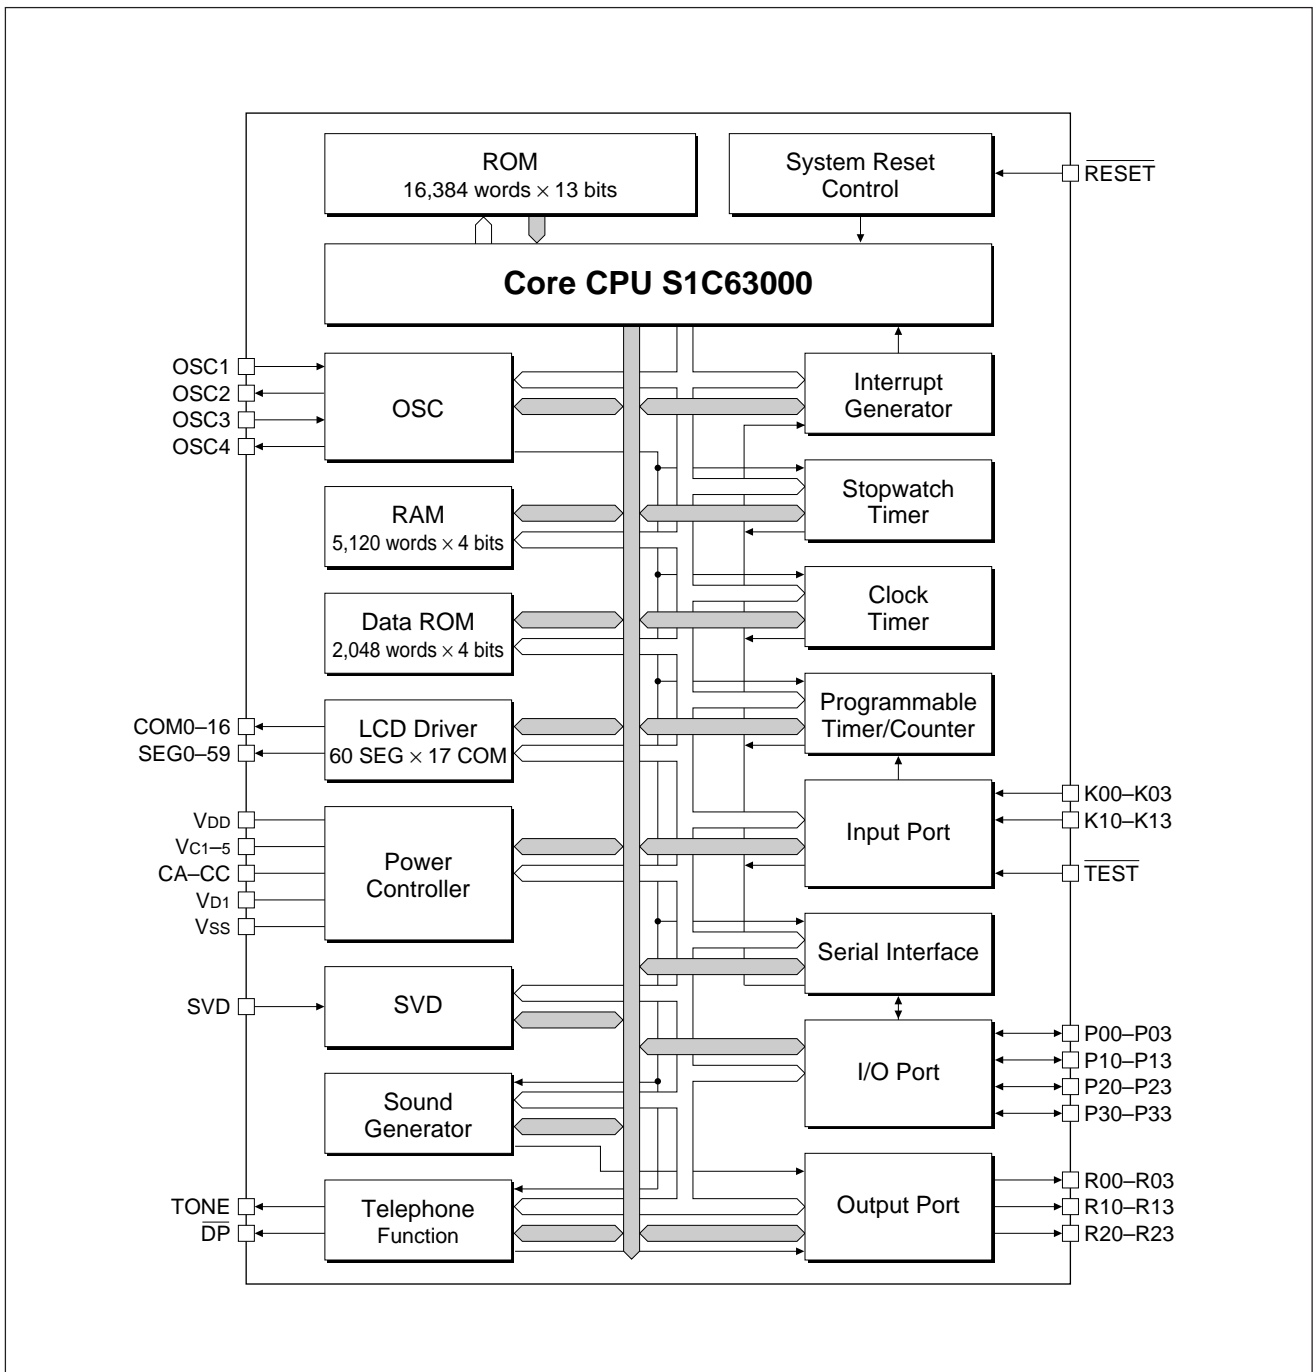 ROM
16,384 words × 13 bits
System Reset
Control
RESET
Core CPU S1C63000
OSC1
OSC2
OSC3
OSC4
OSC
Interrupt
Generator
RAM
5,120 words × 4 bits
Stopwatch
Timer
Data ROM
2,048 words × 4 bits
Clock
Timer
COM0–16
SEG0–59
LCD Driver
60 SEG × 17 COM
Programmable
Timer/Counter
VDD
VC1–5
CA–CC
VD1
VSS
Power
Controller
Input Port
K00–K03
K10–K13
TEST
Serial Interface
SVD
SVD
I/O Port
P00–P03
P10–P13
P20–P23
P30–P33
Sound
Generator
TONE
DP
Telephone
Function
Output Port
R00–R03
R10–R13
R20–R23